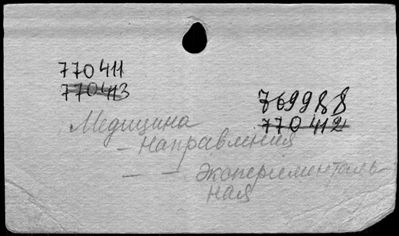 770411
770413
769988
770412
Медицина
- Направления
- - Экспериментальная